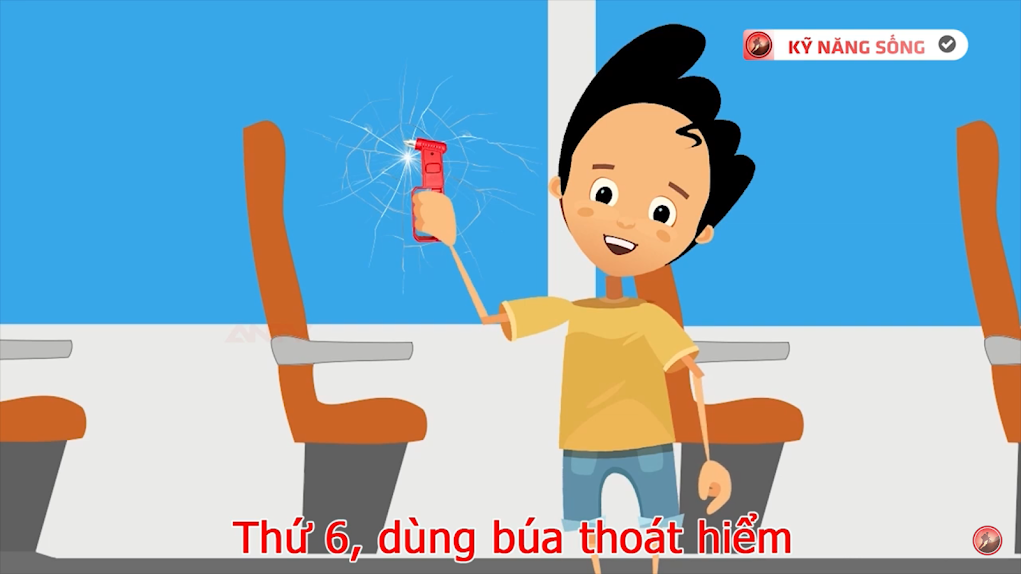 KỸ NĂNG SỐNG
Thứ 6, dùng búa thoát hiểm